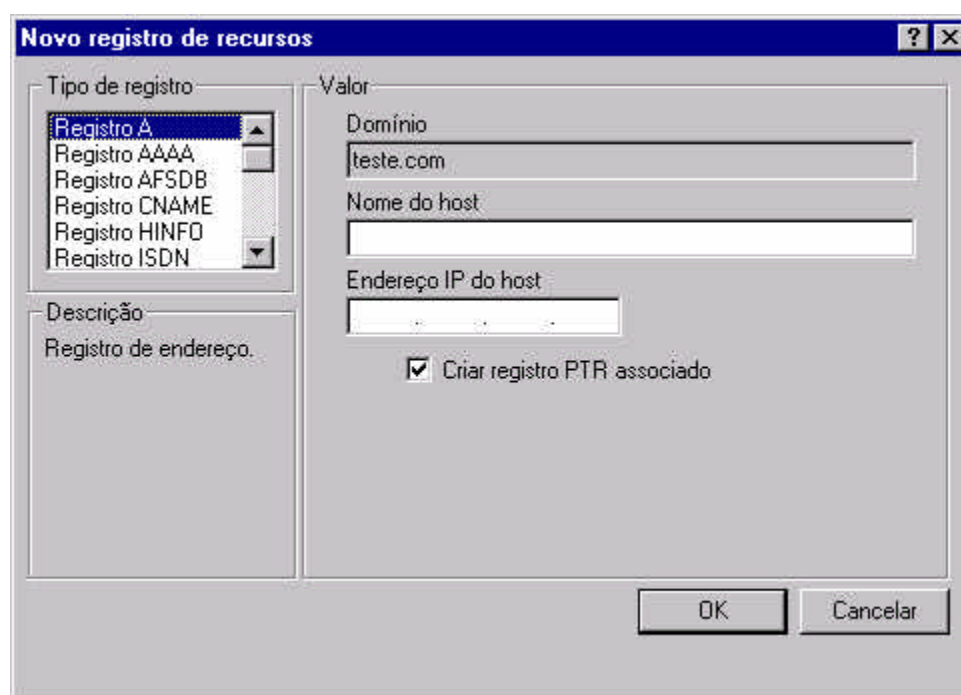 Novo registro de recursos
Tipo de registro
Registro A
Registro AAAA
Registro AFSDB
Registro CNAME
Registro HINFO
Registro ISDN
Descrição
Registro de endereço.
Valor
Domínio
teste.com
Nome do host
Endereço IP do host
. . .
Criar registro PTR associado
OK
Cancelar